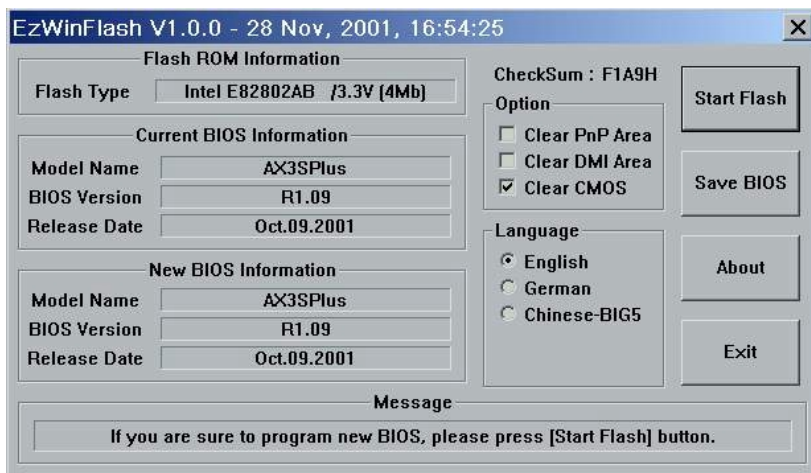 EzWinFlash V1.0.0 - 28 Nov, 2001, 16:54:25
Flash ROM Information
Flash Type Intel E82802AB /3.3V (4Mb)
Current BIOS Information
Model Name AX3SPlus
BIOS Version R1.09
Release Date Oct.09.2001
New BIOS Information
Model Name AX3SPlus
BIOS Version R1.09
Release Date Oct.09.2001
CheckSum : F1A9H
Option
Clear PnP Area
Clear DMI Area
Clear CMOS
Language
English
German
Chinese-BIG5
Start Flash
Save BIOS
About
Exit
Message
If you are sure to program new BIOS, please press [Start Flash] button.